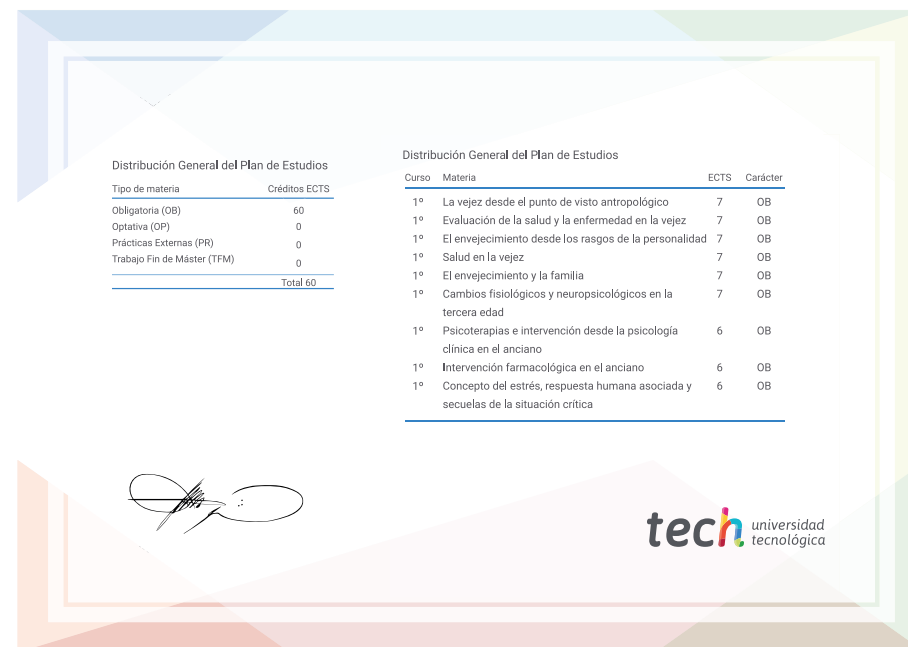 Distribución General del Plan de Estudios
Tipo de materia Créditos ECTS
Obligatoria (OB) 60
Optativa (OP) 0
Prácticas Externas (PR) 0
Trabajo Fin de Máster (TFM) 0
Total 60
Distribución General del Plan de Estudios
Curso Materia ECTS Carácter
1º La vejez desde el punto de visto antropológico 7 OB
1º Evaluación de la salud y la enfermedad en la vejez 7 OB
1º El envejecimiento desde los rasgos de la personalidad 7 OB
1º Salud en la vejez 7 OB
1º El envejecimiento y la familia 7 OB
1º Cambios fisiológicos y neuropsicológicos en la 7 OB
tercera edad
1º Psicoterapias e intervención desde la psicología 6 OB
clínica en el anciano
1º Intervención farmacológica en el anciano 6 OB
1º Concepto del estrés, respuesta humana asociada y 6 OB
secuelas de la situación crítica
tech universidad
tecnológica